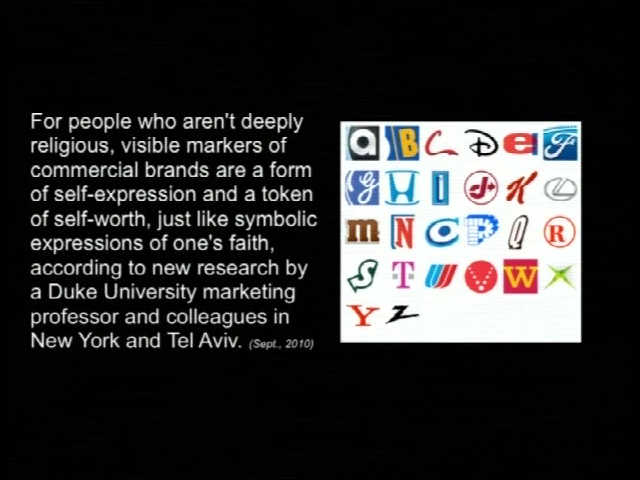 For people who aren't deeply
religious, visible markers of
commercial brands are a form
of self-expression and a token
of self-worth, just like symbolic
expressions of one's faith,
according to new research by
a Duke University marketing
professor and colleagues in
New York and Tel Aviv. (Sept., 2010)
a B C D e F
G H I J K L
m N O P Q R
S T U V W X
Y Z